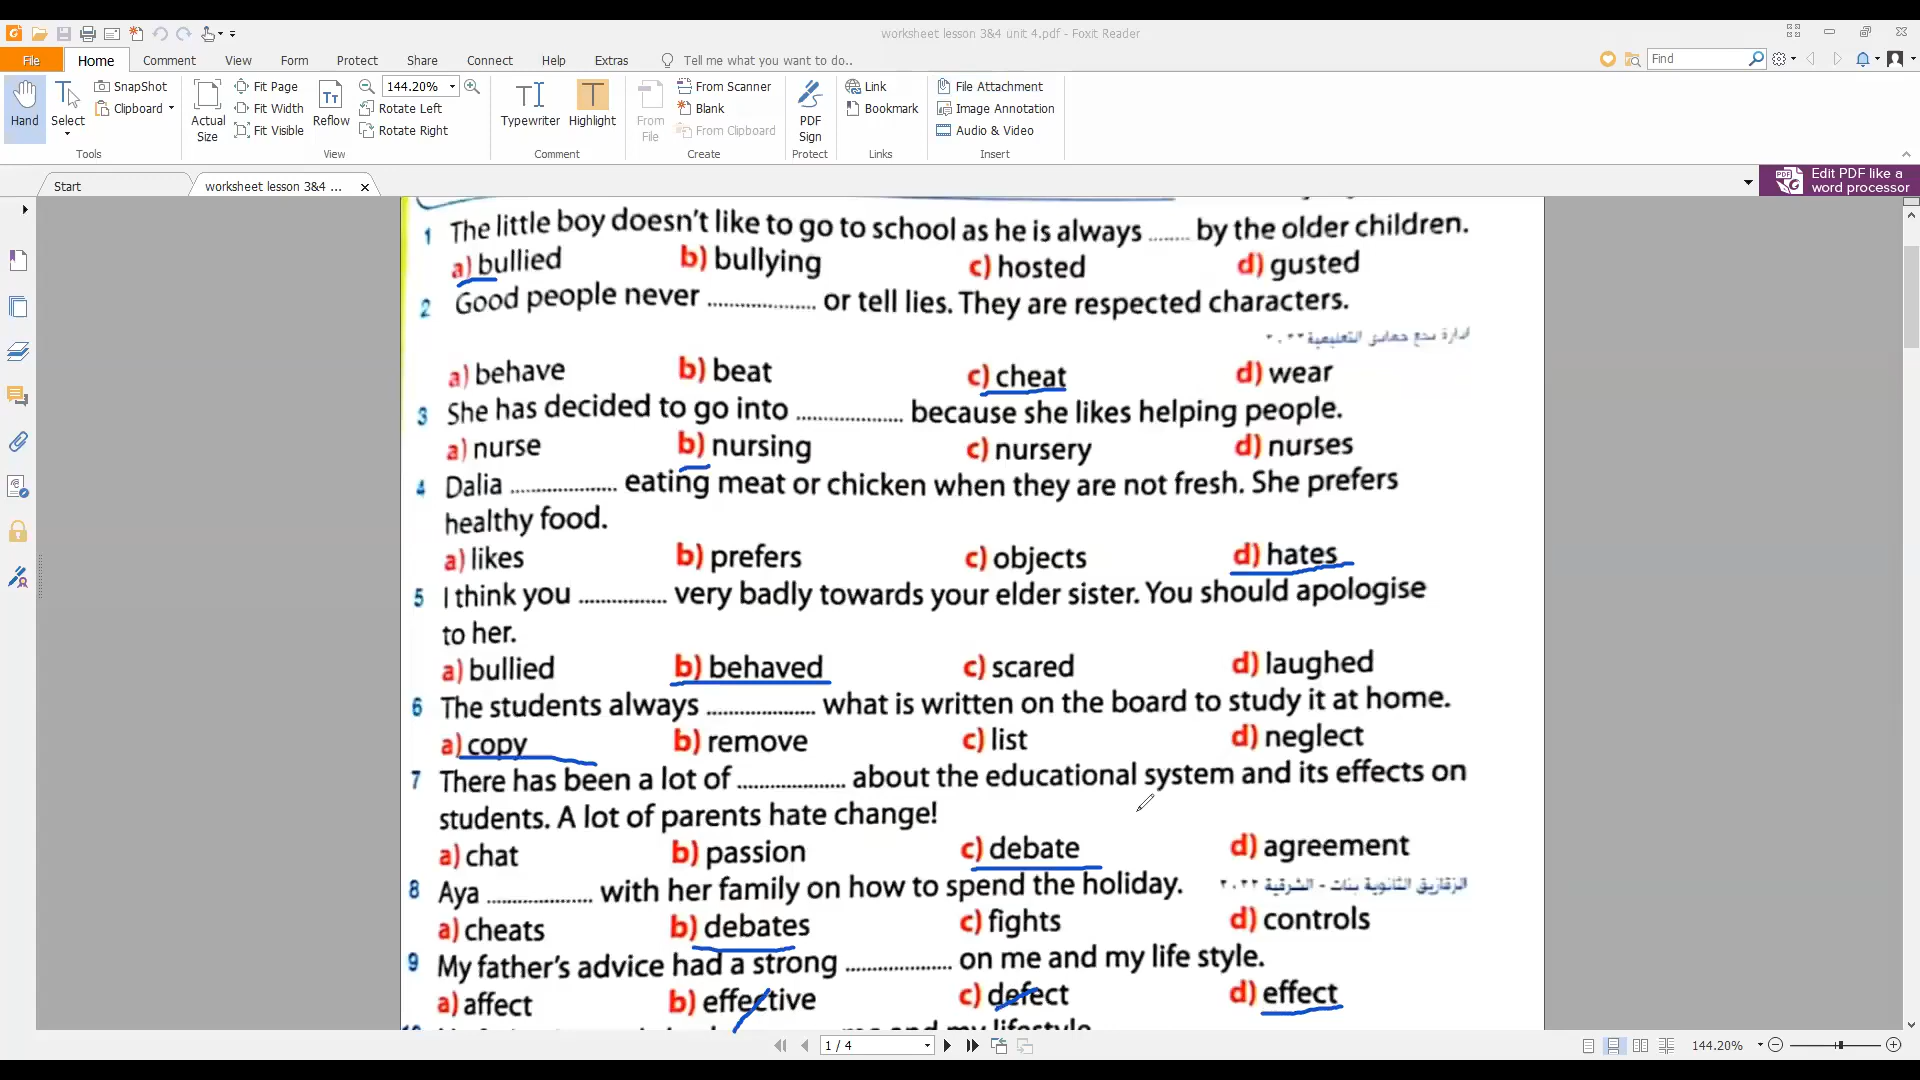 worksheet lesson 3&4 unit 4.pdf - Foxit Reader
File Home Comment View Form Protect Share Connect Help Extras Tell me what you want to do.. Find
Hand
Select
SnapShot
Clipboard
Tools
Actual Size
Fit Page
Fit Width
Fit Visible
Reflow
144.20%
Rotate Left
Rotate Right
View
Typewriter
Highlight
Comment
From File
From Scanner
Blank
From Clipboard
Create
PDF Sign
Protect
Link
Bookmark
Links
File Attachment
Image Annotation
Audio & Video
Insert
Start
worksheet lesson 3&4 ...
Edit PDF like a
word processor
1 The little boy doesn't like to go to school as he is always ........ by the older children.
a) bullied b) bullying c) hosted d) gusted
2 Good people never .................... or tell lies. They are respected characters.
a) behave b) beat c) cheat d) wear
3 She has decided to go into .................... because she likes helping people.
a) nurse b) nursing c) nursery d) nurses
4 Dalia .................... eating meat or chicken when they are not fresh. She prefers
healthy food.
a) likes b) prefers c) objects d) hates
5 I think you ................ very badly towards your elder sister. You should apologise
to her.
a) bullied b) behaved c) scared d) laughed
6 The students always .................... what is written on the board to study it at home.
a) copy b) remove c) list d) neglect
7 There has been a lot of .................... about the educational system and its effects on
students. A lot of parents hate change!
a) chat b) passion c) debate d) agreement
8 Aya .................... with her family on how to spend the holiday. الزقازيق الثانوية بنات - الشرقية ٢٠٢٢
a) cheats b) debates c) fights d) controls
9 My father's advice had a strong .................... on me and my life style.
a) affect b) effective c) defect d) effect
me and my lifestyle
1 / 4
144.20%